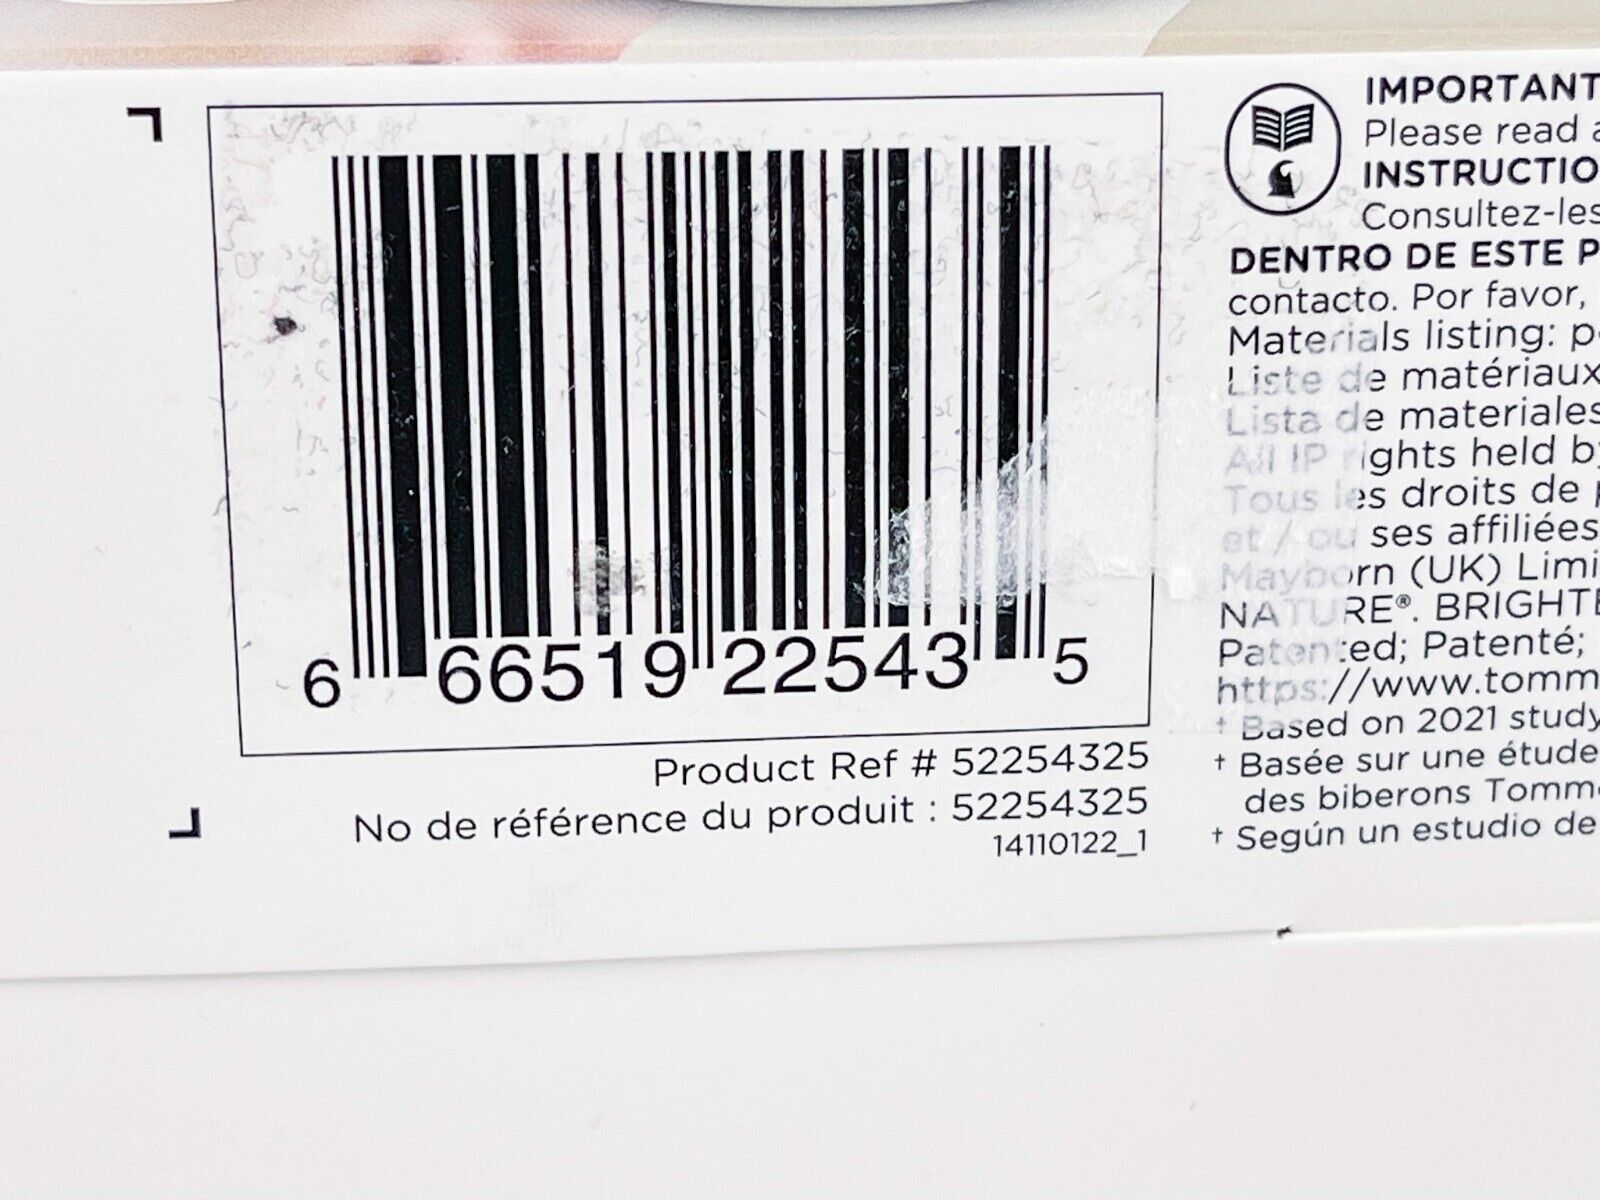 6 66519 22543 5
Product Ref # 52254325
No de référence du produit : 52254325
14110122_1
IMPORTANT
Please read
INSTRUCTIO
Consultez-les
DENTRO DE ESTE P
contacto. Por favor,
Materials listing: p
Liste de matériaux
Lista de materiales
All IP rights held by
Tous les droits de
et / ou ses affiliées
Mayborn (UK) Limi
NATURE®. BRIGHTE
Patented; Patenté;
https://www.tomm
† Based on 2021 study
† Basée sur une étude
des biberons Tomme
† Según un estudio de